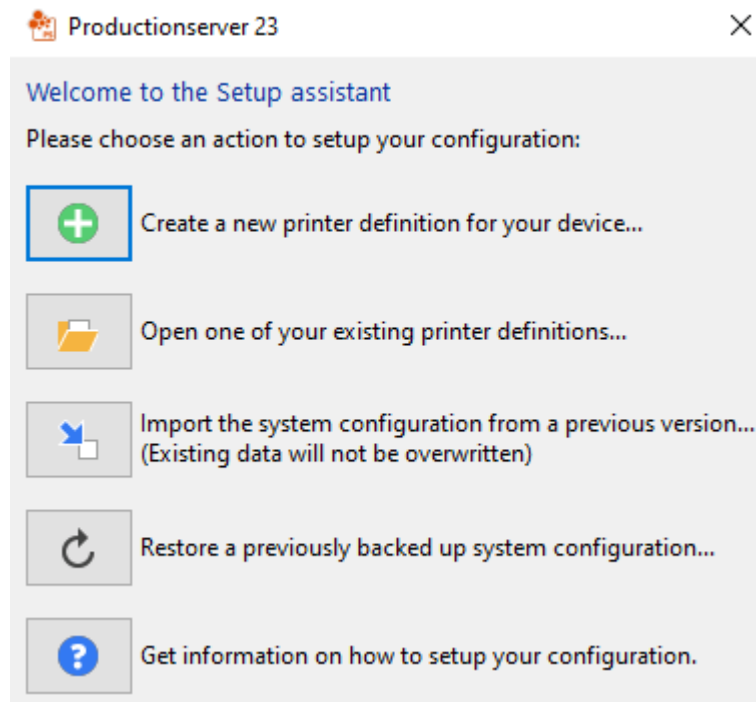 Productionserver 23
Welcome to the Setup assistant
Please choose an action to setup your configuration:
Create a new printer definition for your device...
Open one of your existing printer definitions...
Import the system configuration from a previous version...
(Existing data will not be overwritten)
Restore a previously backed up system configuration...
Get information on how to setup your configuration.